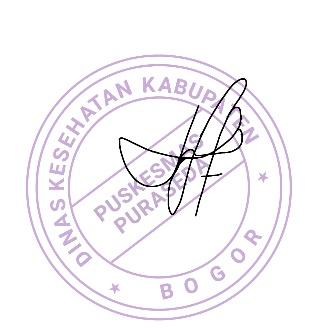 DINAS KESEHATAN KABUPATEN
PUSKESMAS
PURASEDA
BOGOR